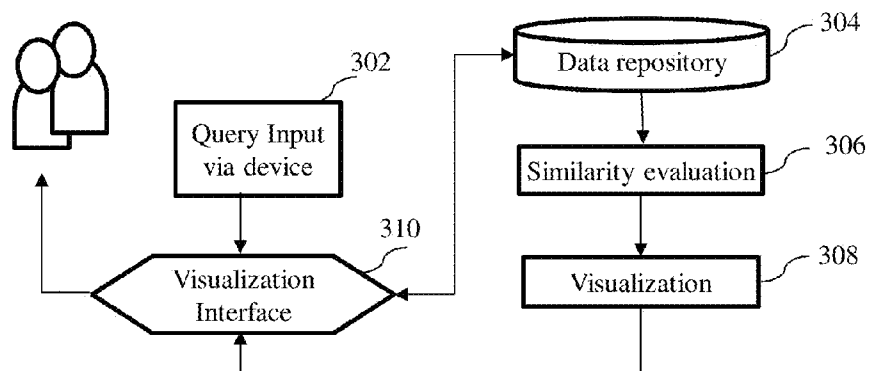 302
Query Input
via device
310
Visualization
Interface
304
Data repository
306
Similarity evaluation
308
Visualization